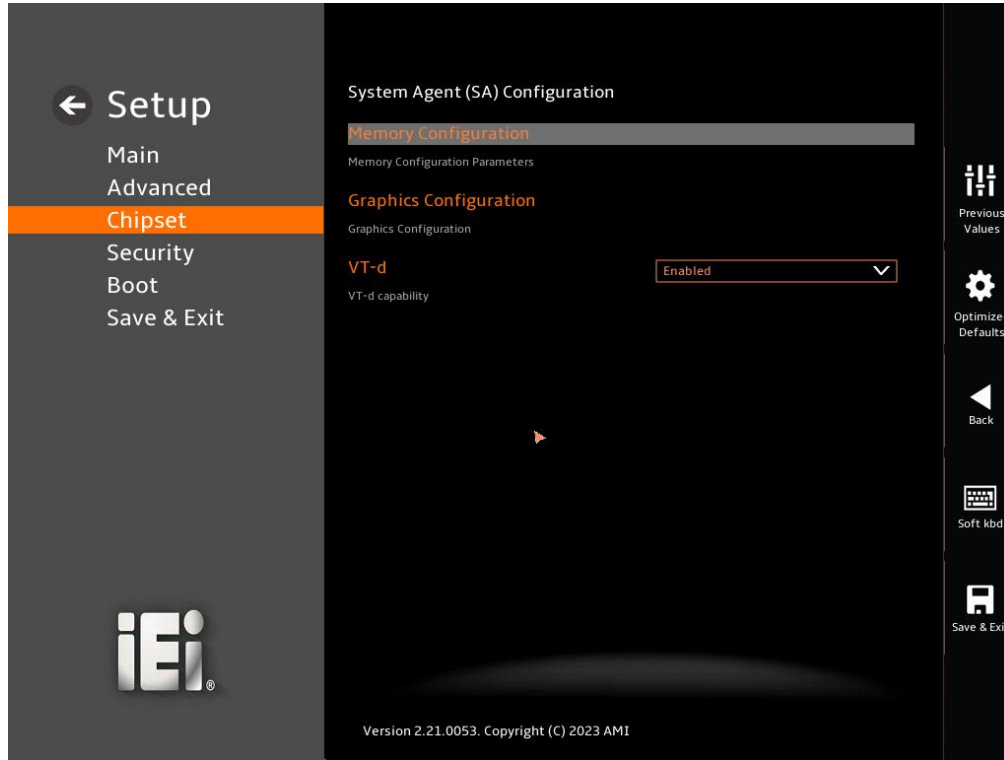 Setup
Main
Advanced
Chipset
Security
Boot
Save & Exit
iEi®
System Agent (SA) Configuration
Memory Configuration
Memory Configuration Parameters
Graphics Configuration
Graphics Configuration
VT-d
Enabled
VT-d capability
Version 2.21.0053. Copyright (C) 2023 AMI
Previous
Values
Optimize
Defaults
Back
Soft kbd
Save & Exi